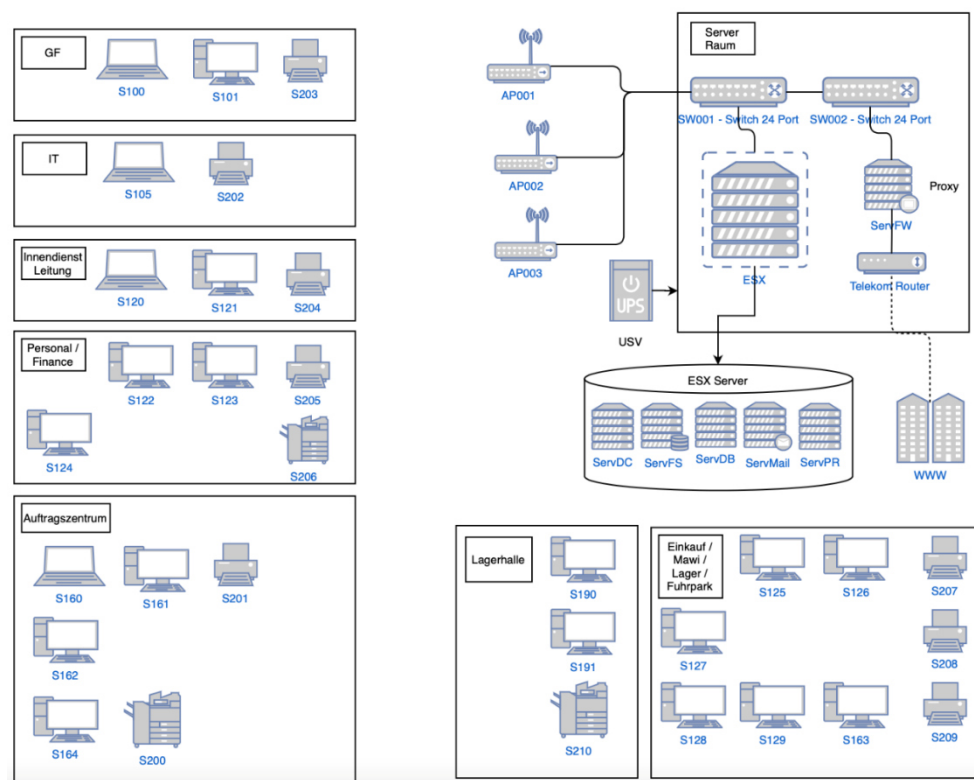 GF
S100
S101
S203
IT
S105
S202
Innendienst
Leitung
S120
S121
S204
Personal /
Finance
S122
S123
S205
S124
S206
Auftragszentrum
S160
S161
S201
S162
S164
S200
AP001
AP002
AP003
Server
Raum
SW001 - Switch 24 Port
SW002 - Switch 24 Port
ESX
ServFW
Proxy
Telekom Router
UPS
USV
ESX Server
ServDC
ServFS
ServDB
ServMail
ServPR
WWW
Lagerhalle
S190
S191
S210
Einkauf /
Mawi /
Lager /
Fuhrpark
S125
S126
S207
S127
S208
S128
S129
S163
S209